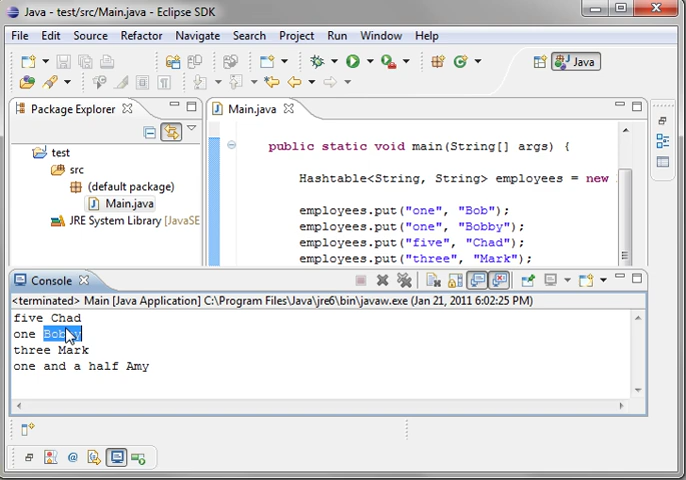 Java - test/src/Main.java - Eclipse SDK
File Edit Source Refactor Navigate Search Project Run Window Help
Java
Package Explorer
Main.java
test
src
(default package)
Main.java
JRE System Library [JavaSE
public static void main(String[] args) {
Hashtable<String, String> employees = new
employees.put("one", "Bob");
employees.put("one", "Bobby");
employees.put("five", "Chad");
employees.put("three", "Mark");
Console
<terminated> Main [Java Application] C:\Program Files\Java\jre6\bin\javaw.exe (Jan 21, 2011 6:02:25 PM)
five Chad
one Bobby
three Mark
one and a half Amy